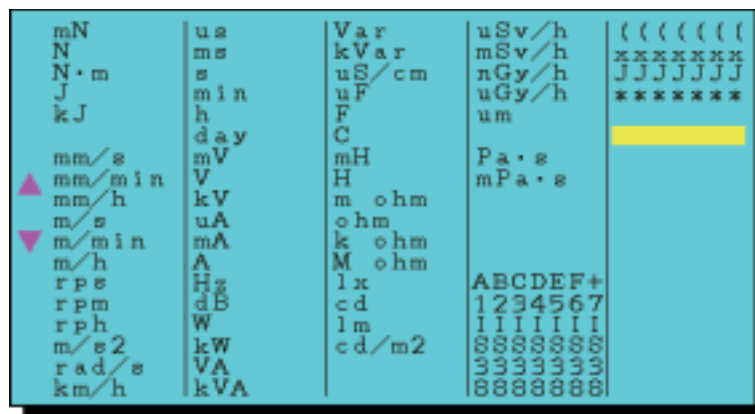 mN
N
N・m
J
kJ
mm/s
mm/min
mm/h
m/s
m/min
m/h
rps
rpm
rph
m/s2
rad/s
km/h
us
ms
s
min
h
day
mV
V
kV
uA
mA
A
Hz
dB
W
kW
VA
kVA
Var
kVar
uS/cm
uF
F
C
mH
H
m ohm
ohm
k ohm
M ohm
lx
cd
lm
cd/m2
uSv/h
mSv/h
nGy/h
uGy/h
um
Pa・s
mPa・s
ABCDEF+
1234567
IIIIIII
8888888
3333333
8888888
(((((((
xxxxxxx
JJJJJJJ
*******